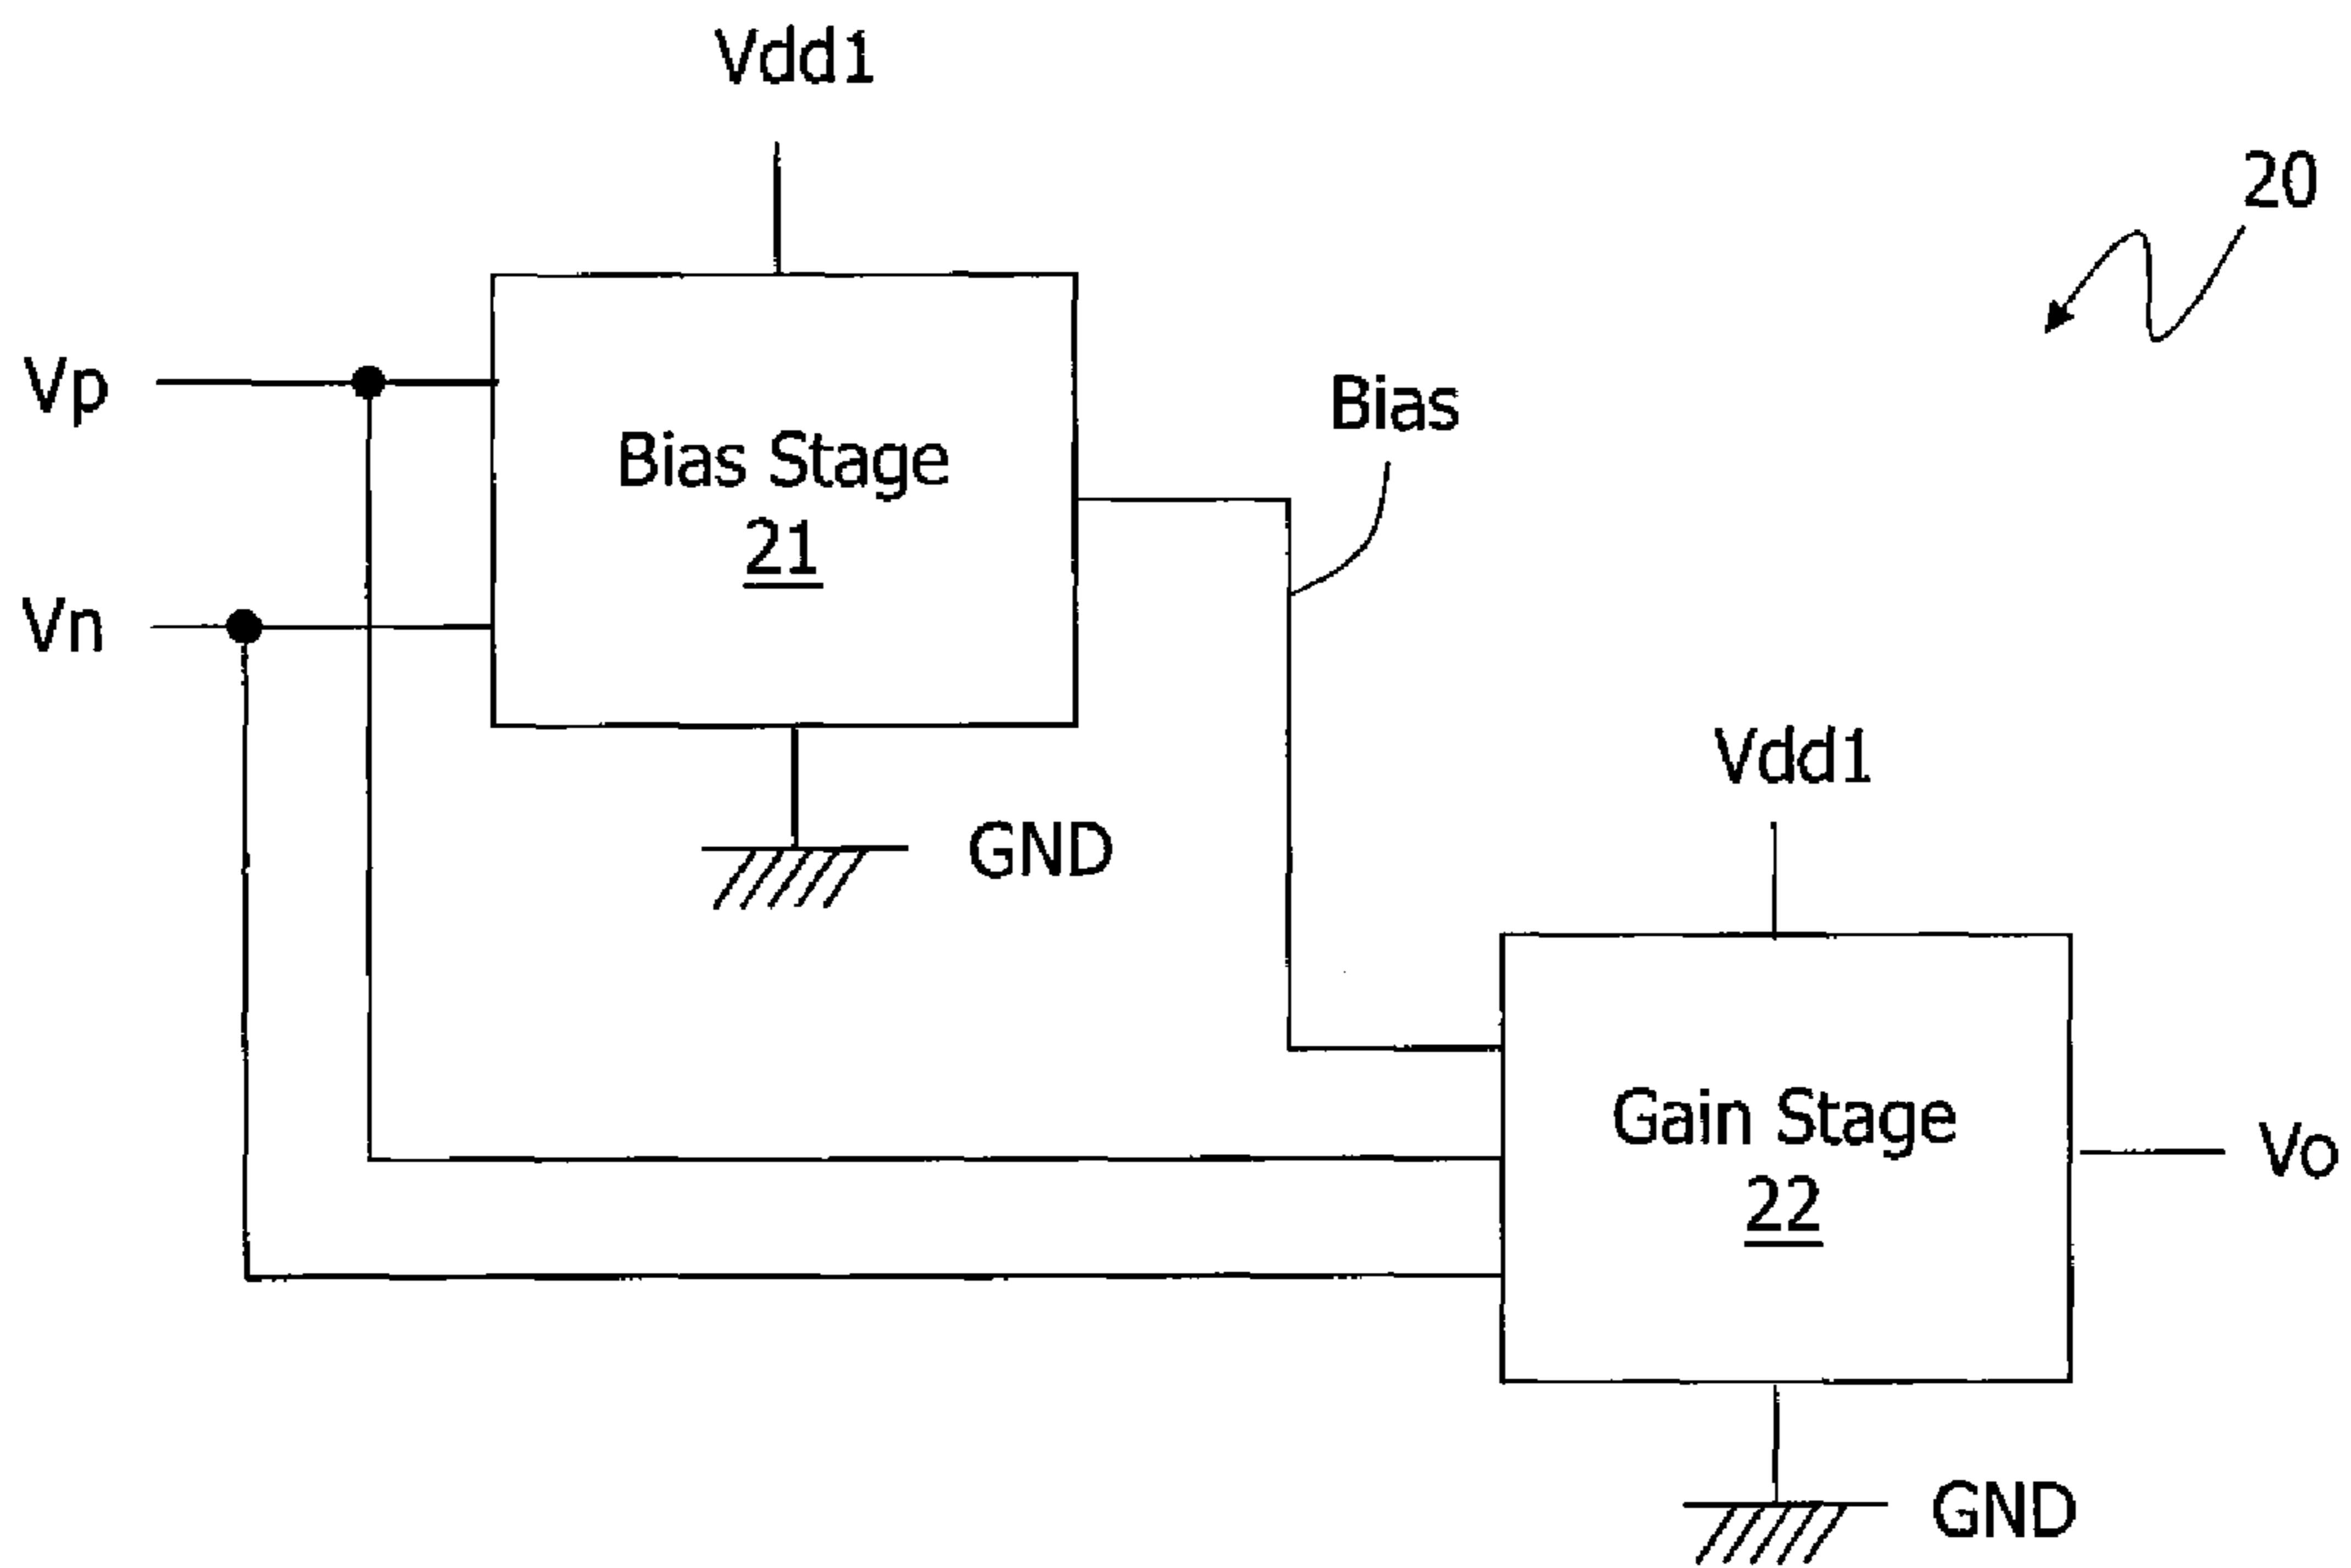 Vdd1
20
Vp
Bias
Bias Stage
21
Vn
Vdd1
GND
Gain Stage
22
Vo
GND